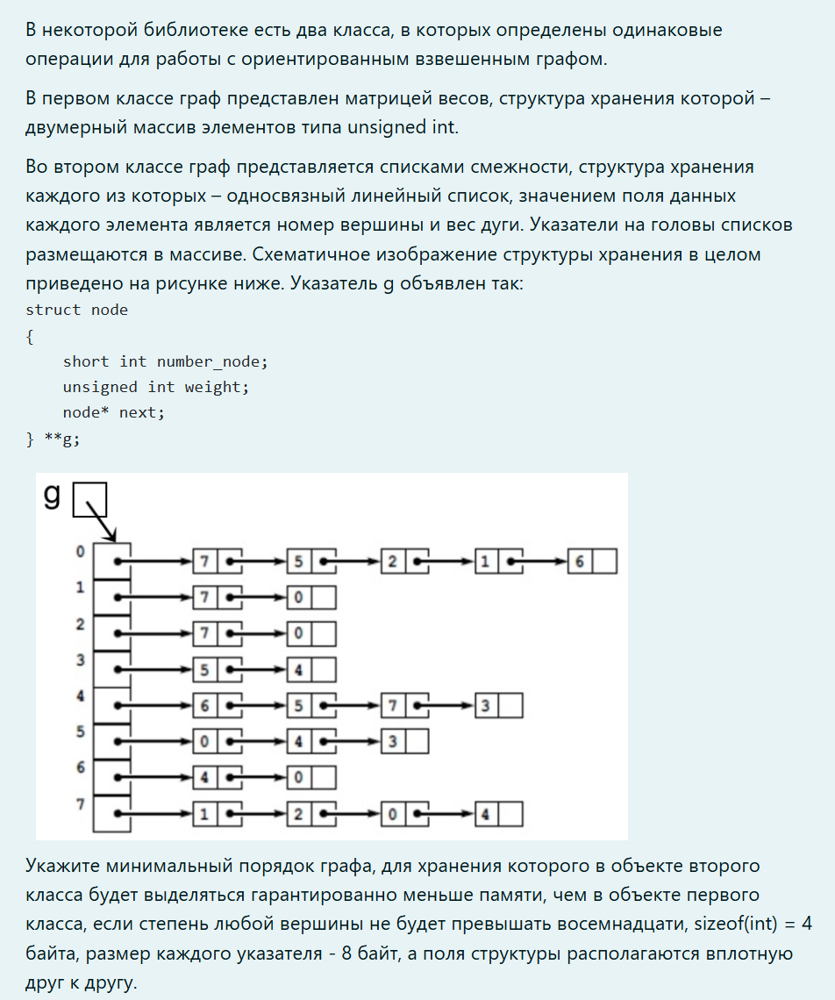 В некоторой библиотеке есть два класса, в которых определены одинаковые
операции для работы с ориентированным взвешенным графом.
В первом классе граф представлен матрицей весов, структура хранения которой –
двумерный массив элементов типа unsigned int.
Во втором классе граф представляется списками смежности, структура хранения
каждого из которых – односвязный линейный список, значением поля данных
каждого элемента является номер вершины и вес дуги. Указатели на головы списков
размещаются в массиве. Схематичное изображение структуры хранения в целом
приведено на рисунке ниже. Указатель g объявлен так:
struct node
{
    short int number_node;
    unsigned int weight;
    node* next;
} **g;
g
0 7 5 2 1 6
1 7 0
2 7 0
3 5 4
4 6 5 7 3
5 0 4 3
6 4 0
7 1 2 0 4
Укажите минимальный порядок графа, для хранения которого в объекте второго
класса будет выделяться гарантированно меньше памяти, чем в объекте первого
класса, если степень любой вершины не будет превышать восемнадцати, sizeof(int) = 4
байта, размер каждого указателя - 8 байт, а поля структуры располагаются вплотную
друг к другу.